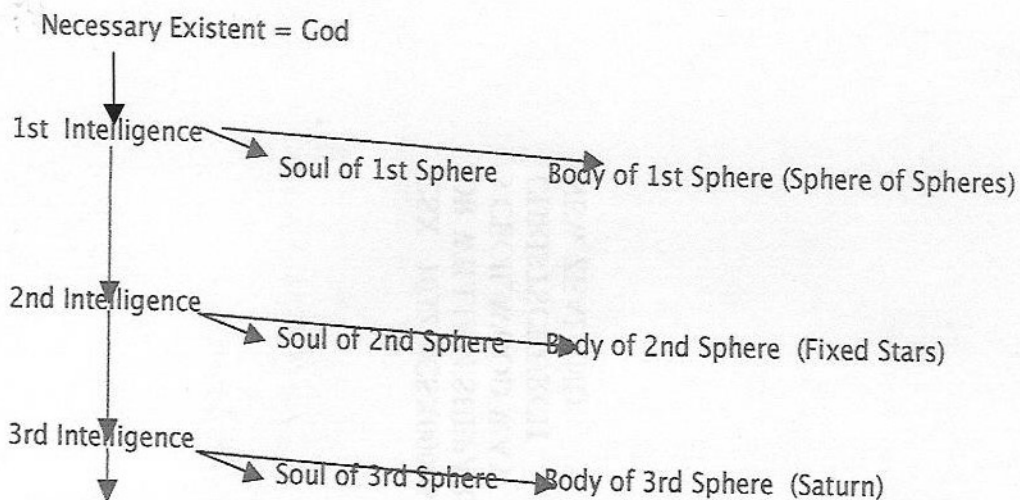 Necessary Existent = God
1st Intelligence
Soul of 1st Sphere Body of 1st Sphere (Sphere of Spheres)
2nd Intelligence
Soul of 2nd Sphere Body of 2nd Sphere (Fixed Stars)
3rd Intelligence
Soul of 3rd Sphere Body of 3rd Sphere (Saturn)